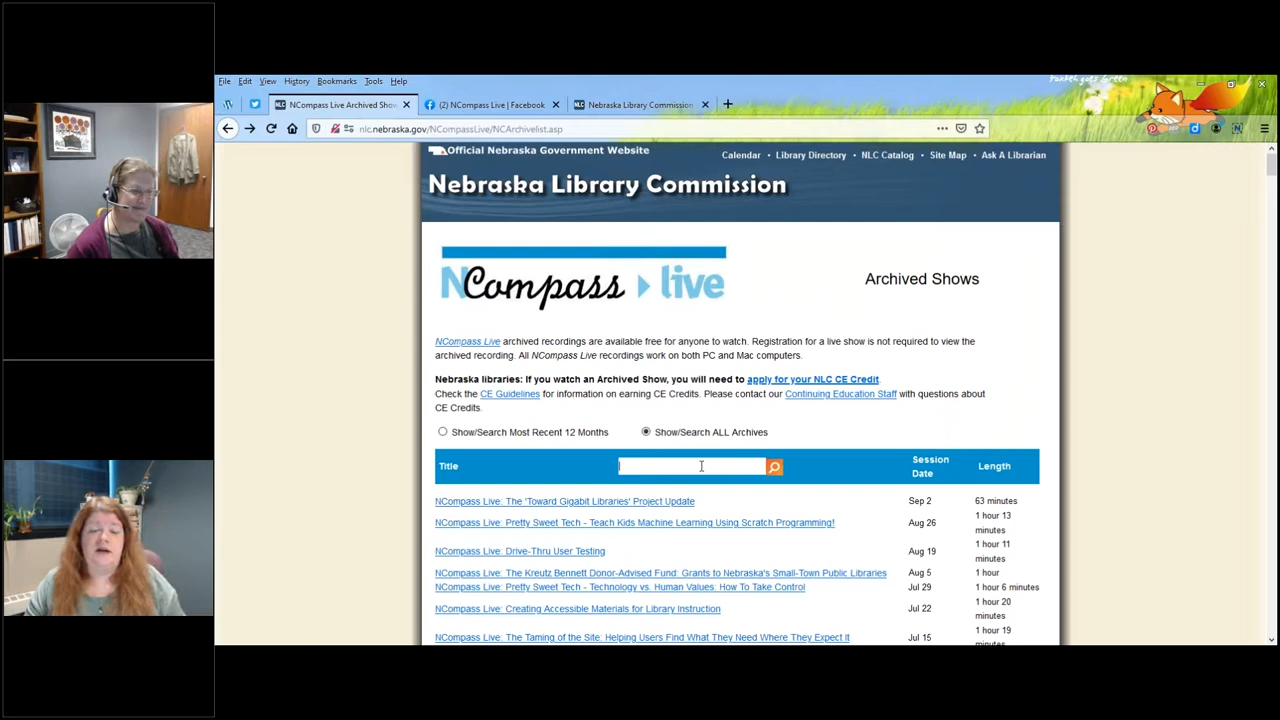 File Edit View History Bookmarks Tools Help
foxkeh goes Green
NLC NCompass Live Archived Show × (2) NCompass Live | Facebook × NLC Nebraska Library Commission × +
nlc.nebraska.gov/NCompassLive/NCArchivelist.asp
Official Nebraska Government Website
Calendar • Library Directory • NLC Catalog • Site Map • Ask A Librarian
Nebraska Library Commission
NCompass live
Archived Shows
NCompass Live archived recordings are available free for anyone to watch. Registration for a live show is not required to view the
archived recording. All NCompass Live recordings work on both PC and Mac computers.
Nebraska libraries: If you watch an Archived Show, you will need to apply for your NLC CE Credit.
Check the CE Guidelines for information on earning CE Credits. Please contact our Continuing Education Staff with questions about
CE Credits.
Show/Search Most Recent 12 Months Show/Search ALL Archives
Title Session Date Length
NCompass Live: The 'Toward Gigabit Libraries' Project Update Sep 2 63 minutes
NCompass Live: Pretty Sweet Tech - Teach Kids Machine Learning Using Scratch Programming! Aug 26 1 hour 13 minutes
NCompass Live: Drive-Thru User Testing Aug 19 1 hour 11 minutes
NCompass Live: The Kreutz Bennett Donor-Advised Fund: Grants to Nebraska's Small-Town Public Libraries Aug 5 1 hour
NCompass Live: Pretty Sweet Tech - Technology vs. Human Values: How To Take Control Jul 29 1 hour 6 minutes
NCompass Live: Creating Accessible Materials for Library Instruction Jul 22 1 hour 20 minutes
NCompass Live: The Taming of the Site: Helping Users Find What They Need Where They Expect It Jul 15 1 hour 19 minutes